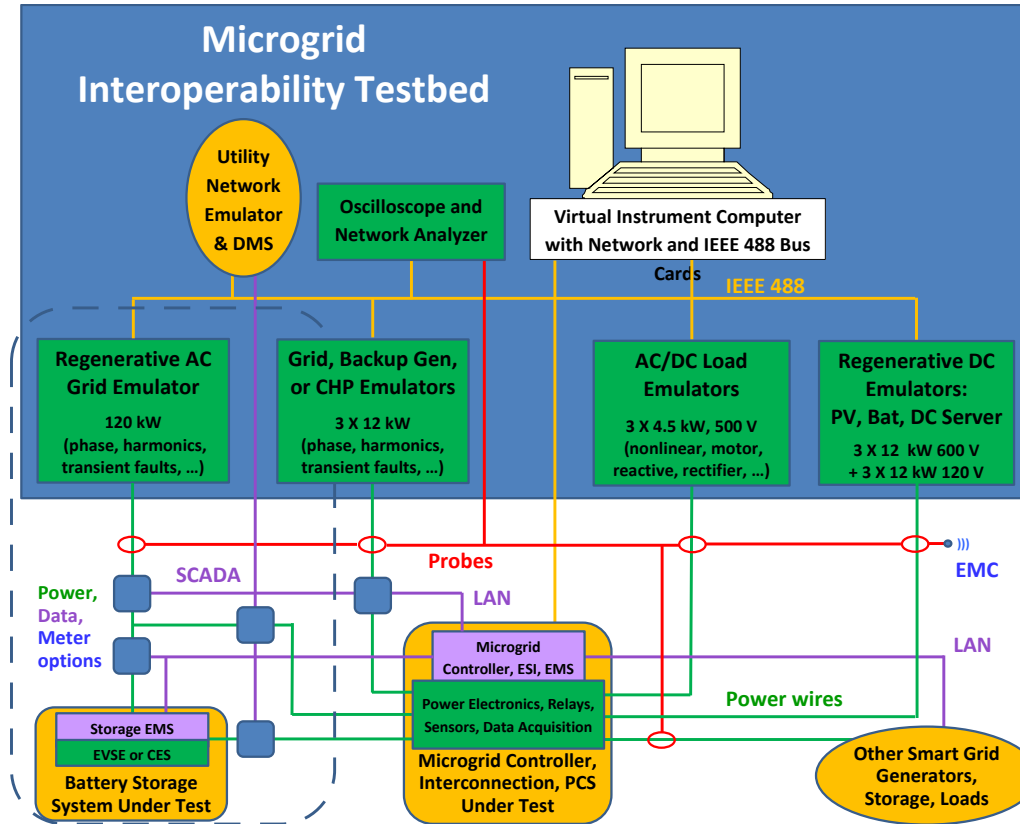 Microgrid
Interoperability Testbed
Utility
Network
Emulator
& DMS
Oscilloscope and
Network Analyzer
Virtual Instrument Computer
with Network and IEEE 488 Bus
Cards
IEEE 488
Regenerative AC
Grid Emulator
120 kW
(phase, harmonics,
transient faults, ...)
Grid, Backup Gen,
or CHP Emulators
3 X 12 kW
(phase, harmonics,
transient faults, ...)
AC/DC Load
Emulators
3 X 4.5 kW, 500 V
(nonlinear, motor,
reactive, rectifier, ...)
Regenerative DC
Emulators:
PV, Bat, DC Server
3 X 12  kW 600 V
+ 3 X 12 kW 120 V
Probes
)))
EMC
SCADA
LAN
Power,
Data,
Meter
options
LAN
Microgrid
Controller, ESI, EMS
Power Electronics, Relays,
Sensors, Data Acquisition
Microgrid Controller,
Interconnection, PCS
Under Test
Power wires
Storage EMS
EVSE or CES
Battery Storage
System Under Test
Other Smart Grid
Generators,
Storage, Loads